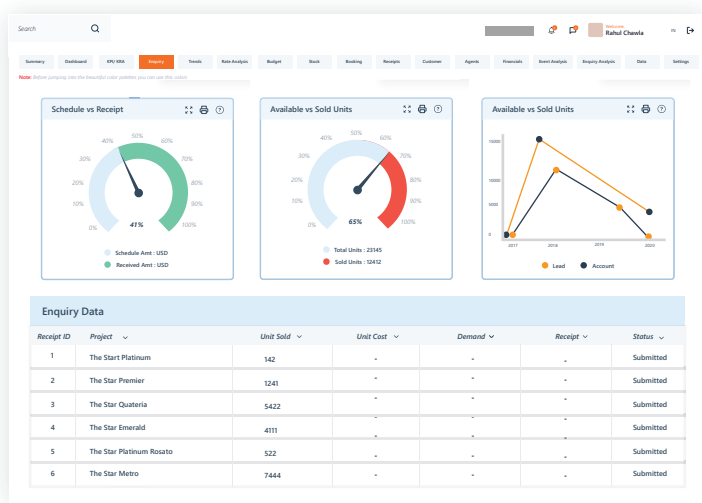 Search
Welcome,
Rahul Chawla
Summary Dashboard KPI/ KRA Enquiry Trends Rate Analysis Budget Stock Booking Receipts Customer Agents Financials Event Analysis Enquiry Analysis Data Settings
Note: Before jumping into the beautiful color palettes you can use this salon
Schedule vs Receipt
40% 50% 60%
30% 70%
20% 80%
10% 90%
0% 41% 100%
Schedule Amt : USD
Received Amt : USD
Available vs Sold Units
40% 50% 60%
30% 70%
20% 80%
10% 90%
0% 65% 100%
Total Units : 23145
Sold Units : 12412
Available vs Sold Units
15000
10000
5000
0
2017 2018 2019 2020
Lead Account
Enquiry Data
Receipt ID Project Unit Sold Unit Cost Demand Receipt Status
1 The Start Platinum 142 - - - Submitted
2 The Star Premier 1241 - - - Submitted
3 The Star Quateria 5422 - - - Submitted
4 The Star Emerald 4111 - - - Submitted
5 The Star Platinum Rosato 522 - - - Submitted
6 The Star Metro 7444 - - - Submitted